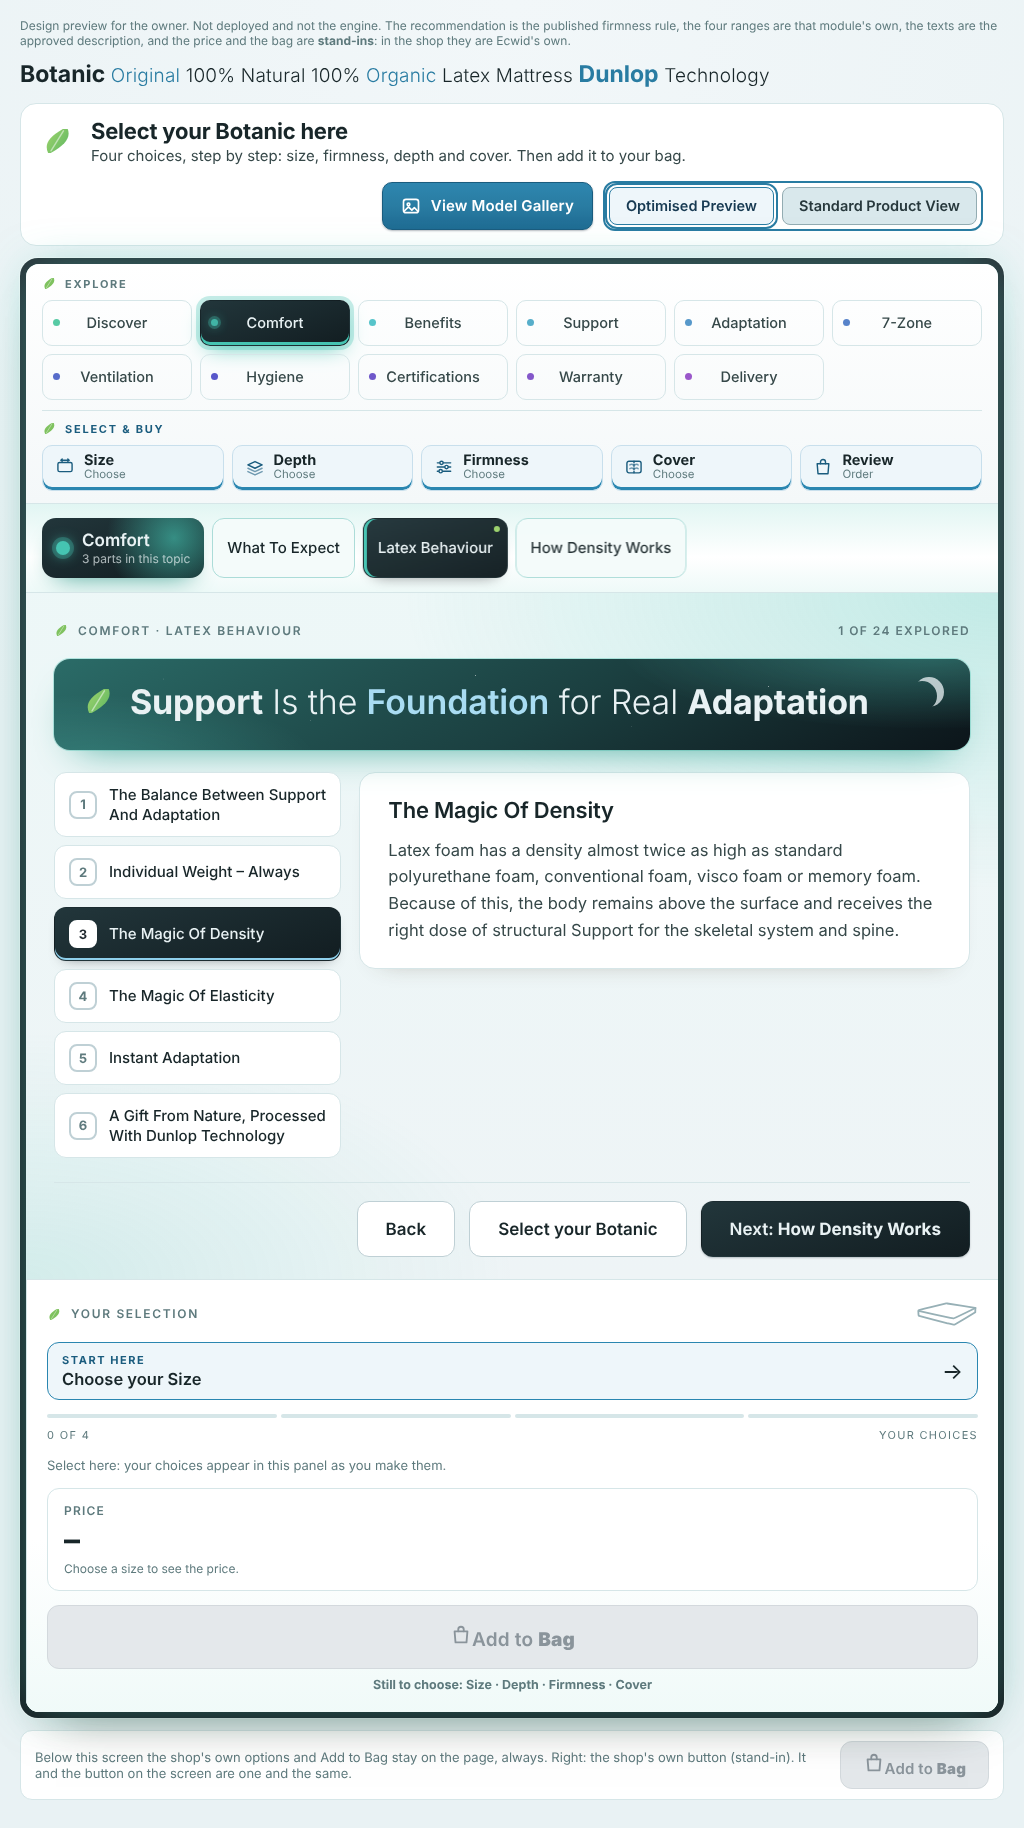 Design preview for the owner. Not deployed and not the engine. The recommendation is the published firmness rule, the four ranges are that module's own, the texts are the
approved description, and the price and the bag are stand-ins: in the shop they are Ecwid's own.
Botanic Original 100% Natural 100% Organic Latex Mattress Dunlop Technology
Select your Botanic here
Four choices, step by step: size, firmness, depth and cover. Then add it to your bag.
View Model Gallery
Optimised Preview
Standard Product View
EXPLORE
Discover
Comfort
Benefits
Support
Adaptation
7-Zone
Ventilation
Hygiene
Certifications
Warranty
Delivery
SELECT & BUY
Size
Choose
Depth
Choose
Firmness
Choose
Cover
Choose
Review
Order
Comfort
3 parts in this topic
What To Expect
Latex Behaviour
How Density Works
COMFORT · LATEX BEHAVIOUR
1 OF 24 EXPLORED
Support Is the Foundation for Real Adaptation
1
The Balance Between Support
And Adaptation
2
Individual Weight – Always
3
The Magic Of Density
4
The Magic Of Elasticity
5
Instant Adaptation
6
A Gift From Nature, Processed
With Dunlop Technology
The Magic Of Density
Latex foam has a density almost twice as high as standard
polyurethane foam, conventional foam, visco foam or memory foam.
Because of this, the body remains above the surface and receives the
right dose of structural Support for the skeletal system and spine.
Back
Select your Botanic
Next: How Density Works
YOUR SELECTION
START HERE
Choose your Size
0 OF 4
YOUR CHOICES
Select here: your choices appear in this panel as you make them.
PRICE
–
Choose a size to see the price.
Add to Bag
Still to choose: Size · Depth · Firmness · Cover
Below this screen the shop's own options and Add to Bag stay on the page, always. Right: the shop's own button (stand-in). It
and the button on the screen are one and the same.
Add to Bag